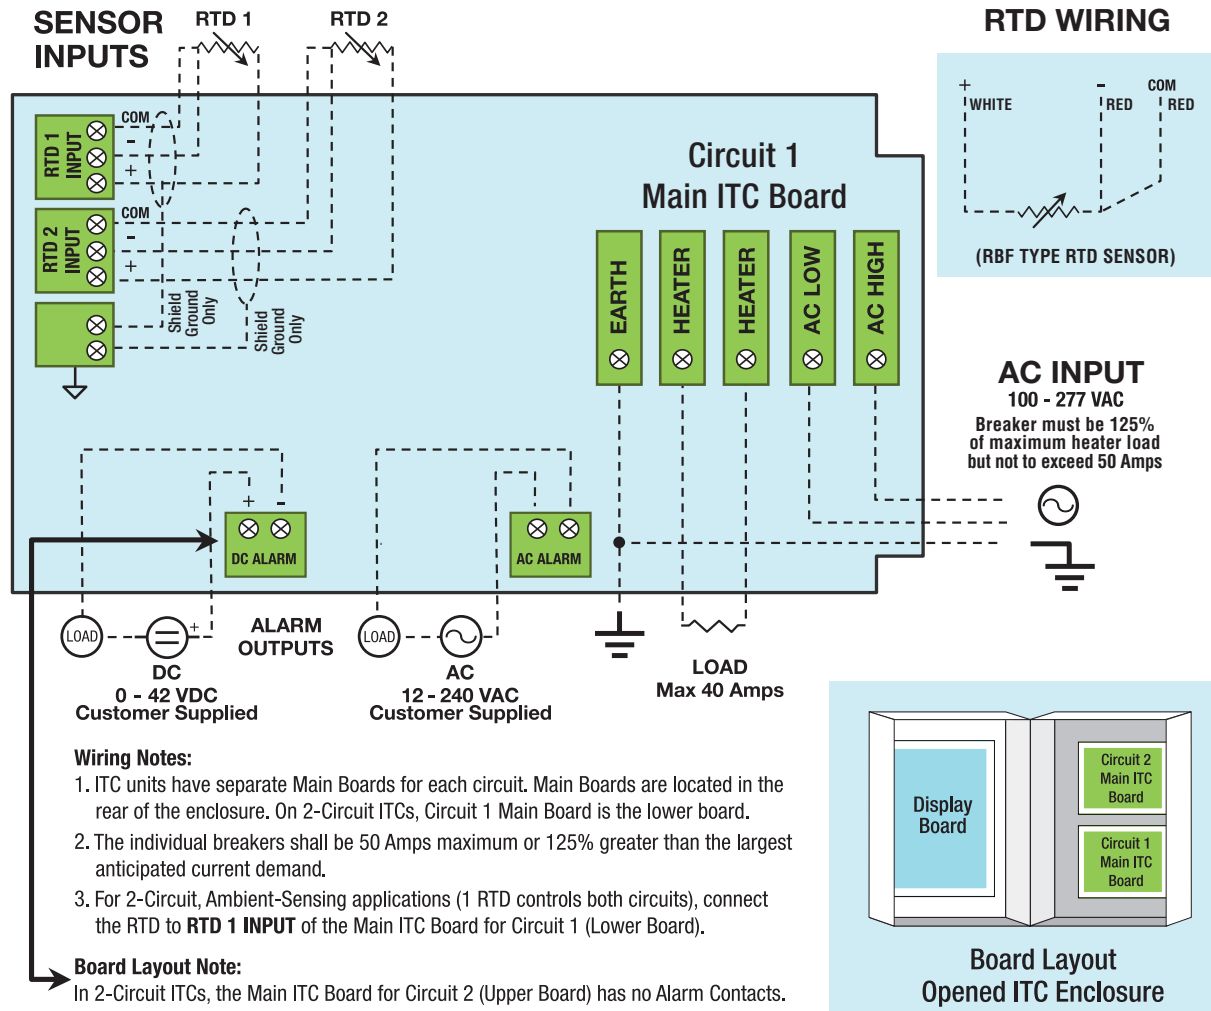 SENSOR
INPUTS
RTD 1
RTD 2
RTD WIRING
+
WHITE
-
RED
COM
RED
(RBF TYPE RTD SENSOR)
RTD 1
INPUT
COM
-
+
RTD 2
INPUT
COM
-
+
Shield
Ground
Only
Shield
Ground
Only
Circuit 1
Main ITC Board
EARTH
HEATER
HEATER
AC LOW
AC HIGH
AC INPUT
100 - 277 VAC
Breaker must be 125%
of maximum heater load
but not to exceed 50 Amps
+
-
DC ALARM
AC ALARM
LOAD
+
DC
0 - 42 VDC
Customer Supplied
ALARM
OUTPUTS
LOAD
AC
12 - 240 VAC
Customer Supplied
LOAD
Max 40 Amps
Wiring Notes:
1. ITC units have separate Main Boards for each circuit. Main Boards are located in the
rear of the enclosure. On 2-Circuit ITCs, Circuit 1 Main Board is the lower board.
2. The individual breakers shall be 50 Amps maximum or 125% greater than the largest
anticipated current demand.
3. For 2-Circuit, Ambient-Sensing applications (1 RTD controls both circuits), connect
the RTD to RTD 1 INPUT of the Main ITC Board for Circuit 1 (Lower Board).
Board Layout Note:
In 2-Circuit ITCs, the Main ITC Board for Circuit 2 (Upper Board) has no Alarm Contacts.
Display
Board
Circuit 2
Main ITC
Board
Circuit 1
Main ITC
Board
Board Layout
Opened ITC Enclosure